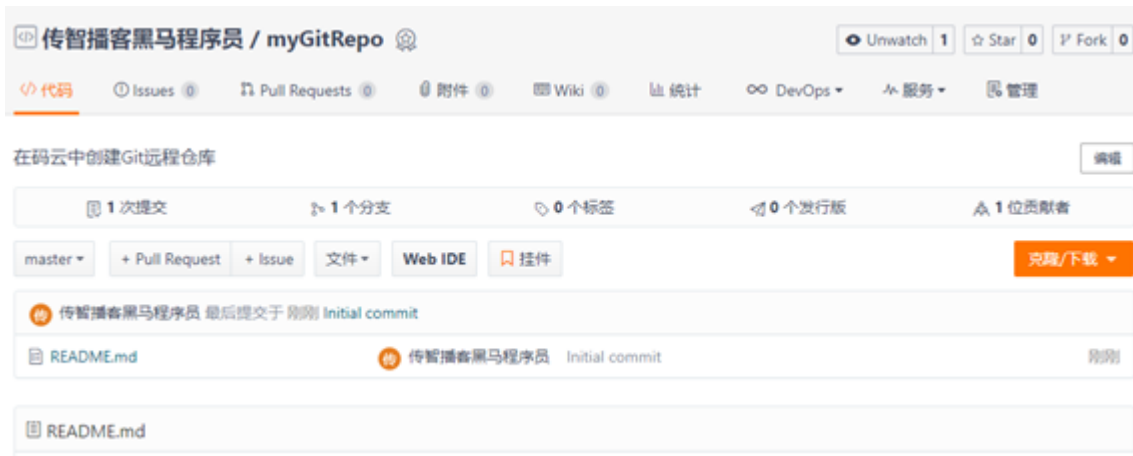 传智播客黑马程序员 / myGitRepo Unwatch 1 Star 0 Fork 0
代码 Issues 0 Pull Requests 0 附件 0 Wiki 0 统计 DevOps 服务 管理
在码云中创建Git远程仓库 编辑
1 次提交 1 个分支 0 个标签 0 个发行版 1 位贡献者
master + Pull Request + Issue 文件 Web IDE 挂件 克隆/下载
传 传智播客黑马程序员 最后提交于 刚刚 Initial commit
README.md 传 传智播客黑马程序员 Initial commit 刚刚
README.md